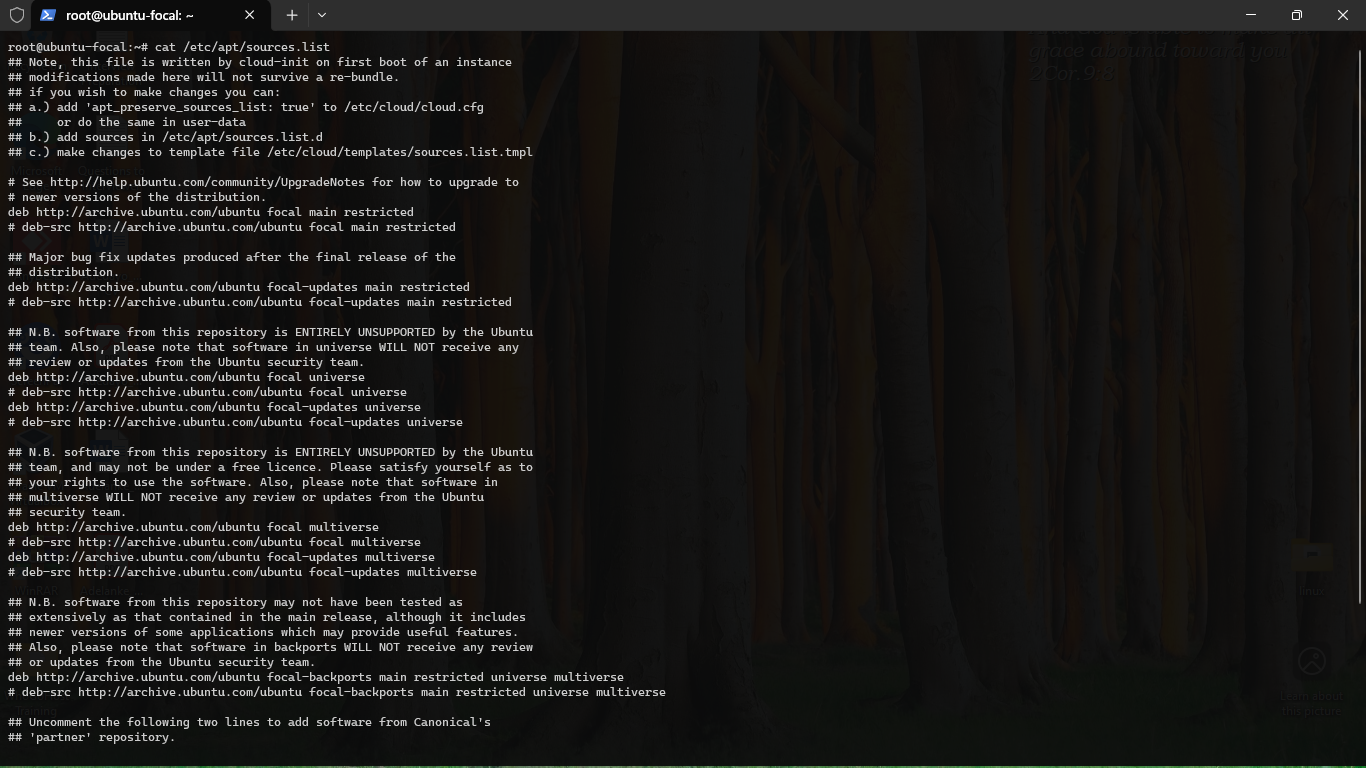 root@ubuntu-focal: ~
grace abound toward you
2Cor.9:8
root@ubuntu-focal:~# cat /etc/apt/sources.list
## Note, this file is written by cloud-init on first boot of an instance
## modifications made here will not survive a re-bundle.
## if you wish to make changes you can:
## a.) add 'apt_preserve_sources_list: true' to /etc/cloud/cloud.cfg
##     or do the same in user-data
## b.) add sources in /etc/apt/sources.list.d
## c.) make changes to template file /etc/cloud/templates/sources.list.tmpl

# See http://help.ubuntu.com/community/UpgradeNotes for how to upgrade to
# newer versions of the distribution.
deb http://archive.ubuntu.com/ubuntu focal main restricted
# deb-src http://archive.ubuntu.com/ubuntu focal main restricted

## Major bug fix updates produced after the final release of the
## distribution.
deb http://archive.ubuntu.com/ubuntu focal-updates main restricted
# deb-src http://archive.ubuntu.com/ubuntu focal-updates main restricted

## N.B. software from this repository is ENTIRELY UNSUPPORTED by the Ubuntu
## team. Also, please note that software in universe WILL NOT receive any
## review or updates from the Ubuntu security team.
deb http://archive.ubuntu.com/ubuntu focal universe
# deb-src http://archive.ubuntu.com/ubuntu focal universe
deb http://archive.ubuntu.com/ubuntu focal-updates universe
# deb-src http://archive.ubuntu.com/ubuntu focal-updates universe

## N.B. software from this repository is ENTIRELY UNSUPPORTED by the Ubuntu
## team, and may not be under a free licence. Please satisfy yourself as to
## your rights to use the software. Also, please note that software in
## multiverse WILL NOT receive any review or updates from the Ubuntu
## security team.
deb http://archive.ubuntu.com/ubuntu focal multiverse
# deb-src http://archive.ubuntu.com/ubuntu focal multiverse
deb http://archive.ubuntu.com/ubuntu focal-updates multiverse
# deb-src http://archive.ubuntu.com/ubuntu focal-updates multiverse

## N.B. software from this repository may not have been tested as
## extensively as that contained in the main release, although it includes
## newer versions of some applications which may provide useful features.
## Also, please note that software in backports WILL NOT receive any review
## or updates from the Ubuntu security team.
deb http://archive.ubuntu.com/ubuntu focal-backports main restricted universe multiverse
# deb-src http://archive.ubuntu.com/ubuntu focal-backports main restricted universe multiverse

## Uncomment the following two lines to add software from Canonical's
## 'partner' repository.
linux
Learn about
this picture
Training